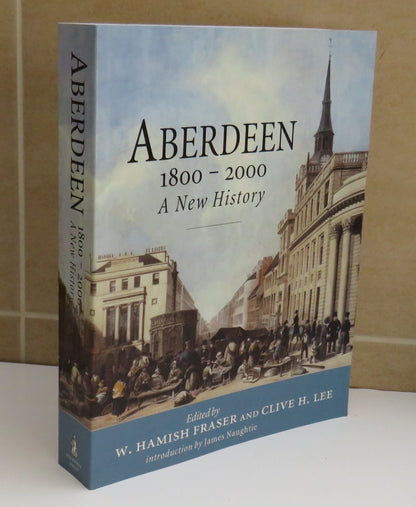 ABERDEEN
1800 – 2000
A New History
Edited by
W. HAMISH FRASER AND CLIVE H. LEE
introduction by James Naughtie
ABERDEEN 1800 – 2000
A New History